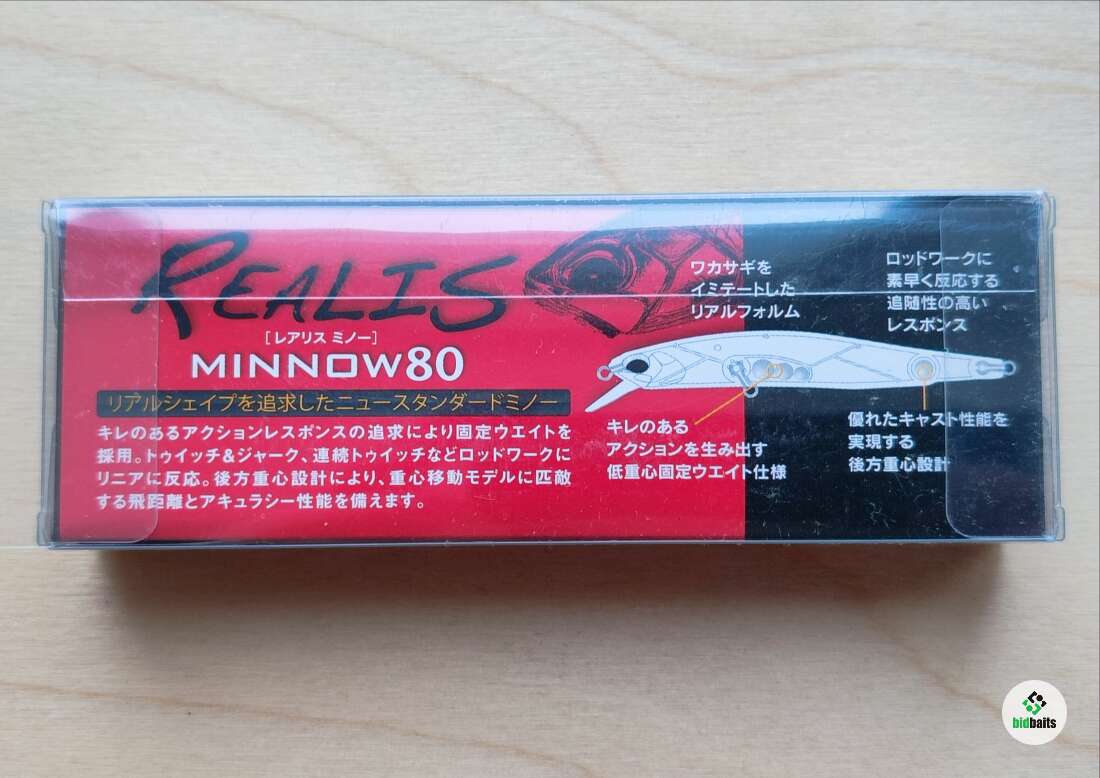 REALIS
[レアリス ミノー]
MINNOW80
リアルシェイプを追求したニュースタンダードミノー
キレのあるアクションレスポンスの追求により固定ウエイトを
採用。トゥイッチ&ジャーク、連続トゥイッチなどロッドワークに
リニアに反応。後方重心設計により、重心移動モデルに匹敵
する飛距離とアキュラシー性能を備えます。
ワカサギを
イミテートした
リアルフォルム
ロッドワークに
素早く反応する
追随性の高い
レスポンス
キレのある
アクションを生み出す
低重心固定ウエイト仕様
優れたキャスト性能を
実現する
後方重心設計
bidbaits